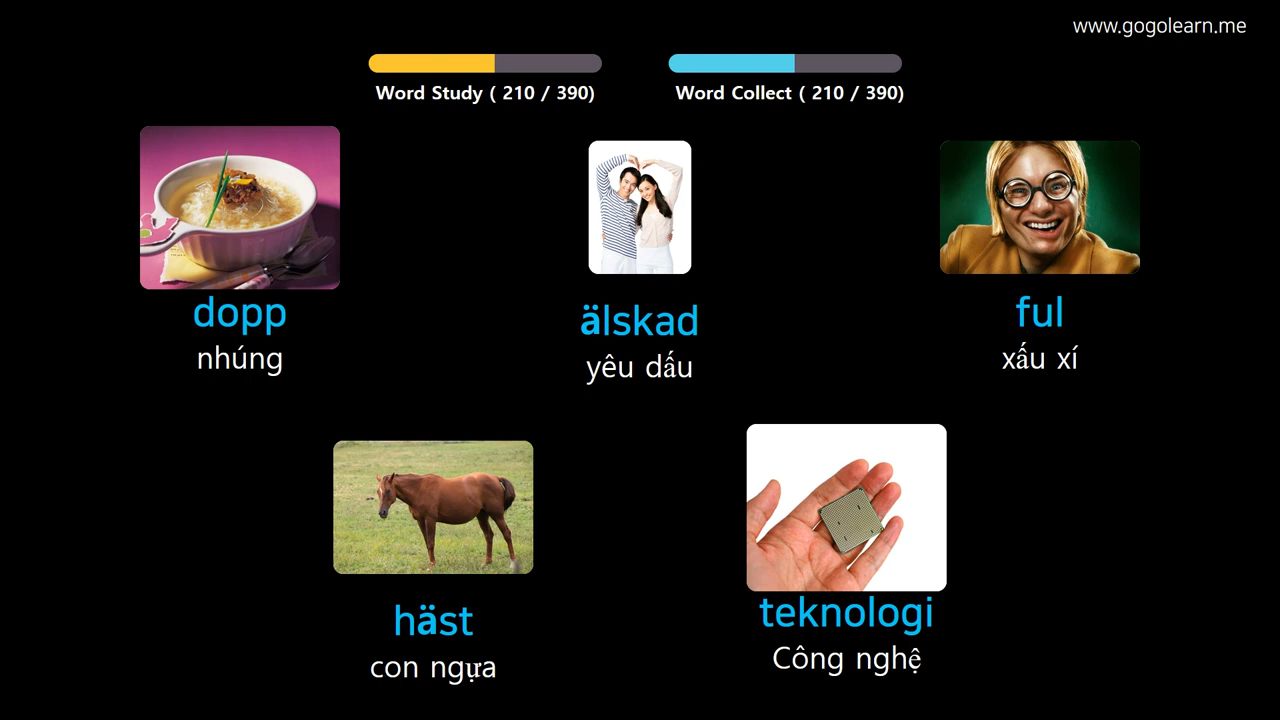 www.gogolearn.me
Word Study ( 210 / 390)
Word Collect ( 210 / 390)
dopp
nhúng
älskad
yêu dấu
ful
xấu xí
häst
con ngựa
teknologi
Công nghệ